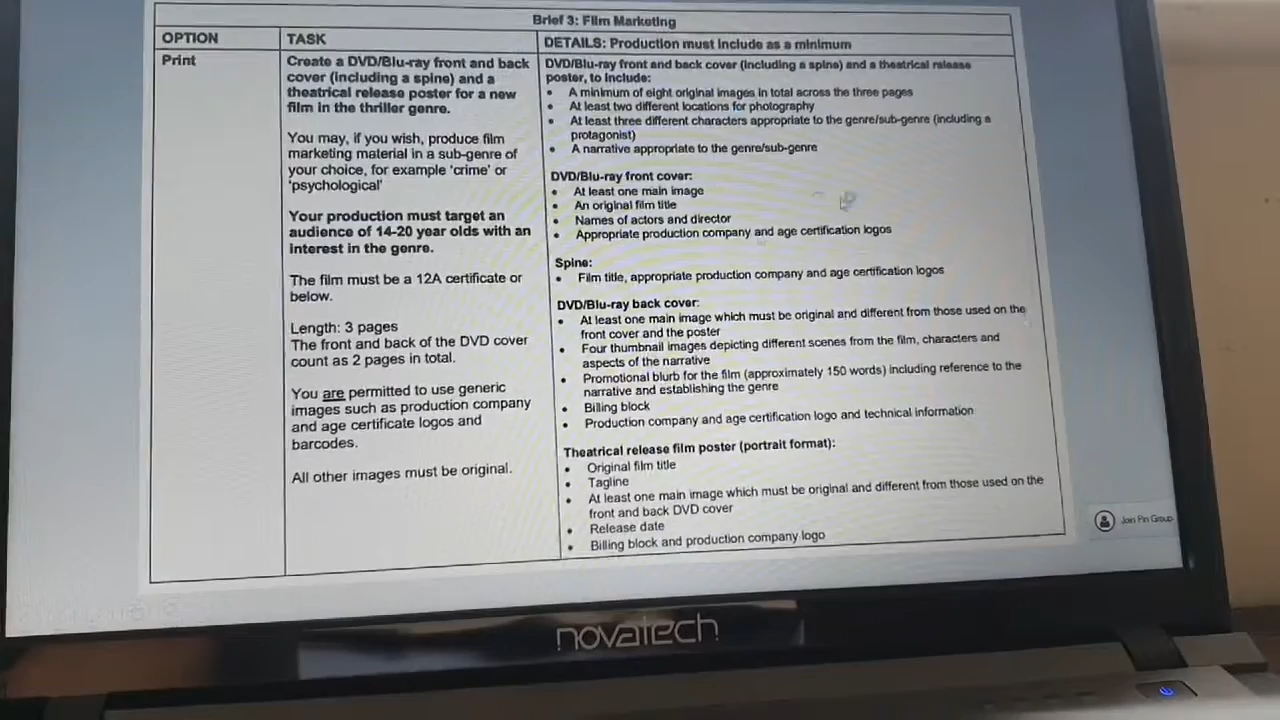 Brief 3: Film Marketing
OPTION
TASK
DETAILS: Production must include as a minimum
Print
Create a DVD/Blu-ray front and back
cover (including a spine) and a
theatrical release poster for a new
film in the thriller genre.
You may, if you wish, produce film
marketing material in a sub-genre of
your choice, for example 'crime' or
'psychological'
Your production must target an
audience of 14-20 year olds with an
interest in the genre.
The film must be a 12A certificate or
below.
Length: 3 pages
The front and back of the DVD cover
count as 2 pages in total.
You are permitted to use generic
images such as production company
and age certificate logos and
barcodes.
All other images must be original.
DVD/Blu-ray front and back cover (including a spine) and a theatrical release
poster, to include:
• A minimum of eight original images in total across the three pages
• At least two different locations for photography
• At least three different characters appropriate to the genre/sub-genre (including a
protagonist)
• A narrative appropriate to the genre/sub-genre
DVD/Blu-ray front cover:
• At least one main image
• An original film title
• Names of actors and director
• Appropriate production company and age certification logos
Spine:
• Film title, appropriate production company and age certification logos
DVD/Blu-ray back cover:
• At least one main image which must be original and different from those used on the
front cover and the poster
• Four thumbnail images depicting different scenes from the film, characters and
aspects of the narrative
• Promotional blurb for the film (approximately 150 words) including reference to the
narrative and establishing the genre
• Billing block
• Production company and age certification logo and technical information
Theatrical release film poster (portrait format):
• Original film title
• Tagline
• At least one main image which must be original and different from those used on the
front and back DVD cover
• Release date
• Billing block and production company logo
Join Pin Group
novatech